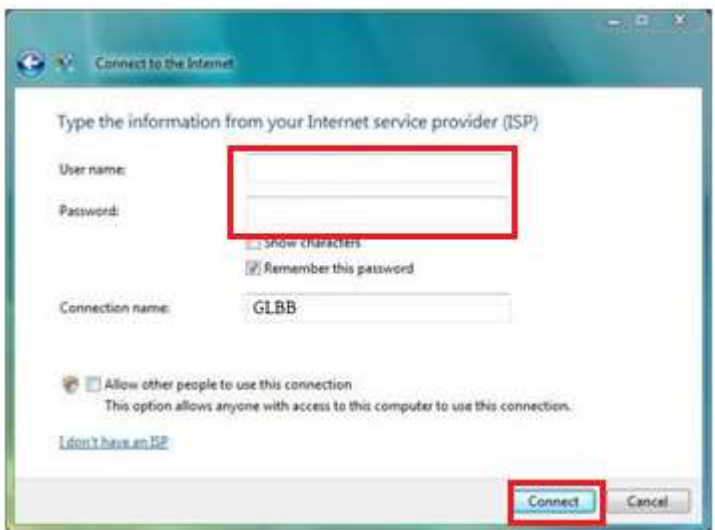 Connect to the Internet
Type the information from your Internet service provider (ISP)
User name:
Password:
Show characters
Remember this password
Connection name: GLBB
Allow other people to use this connection
This option allows anyone with access to this computer to use this connection.
I don't have an ISP
Connect Cancel